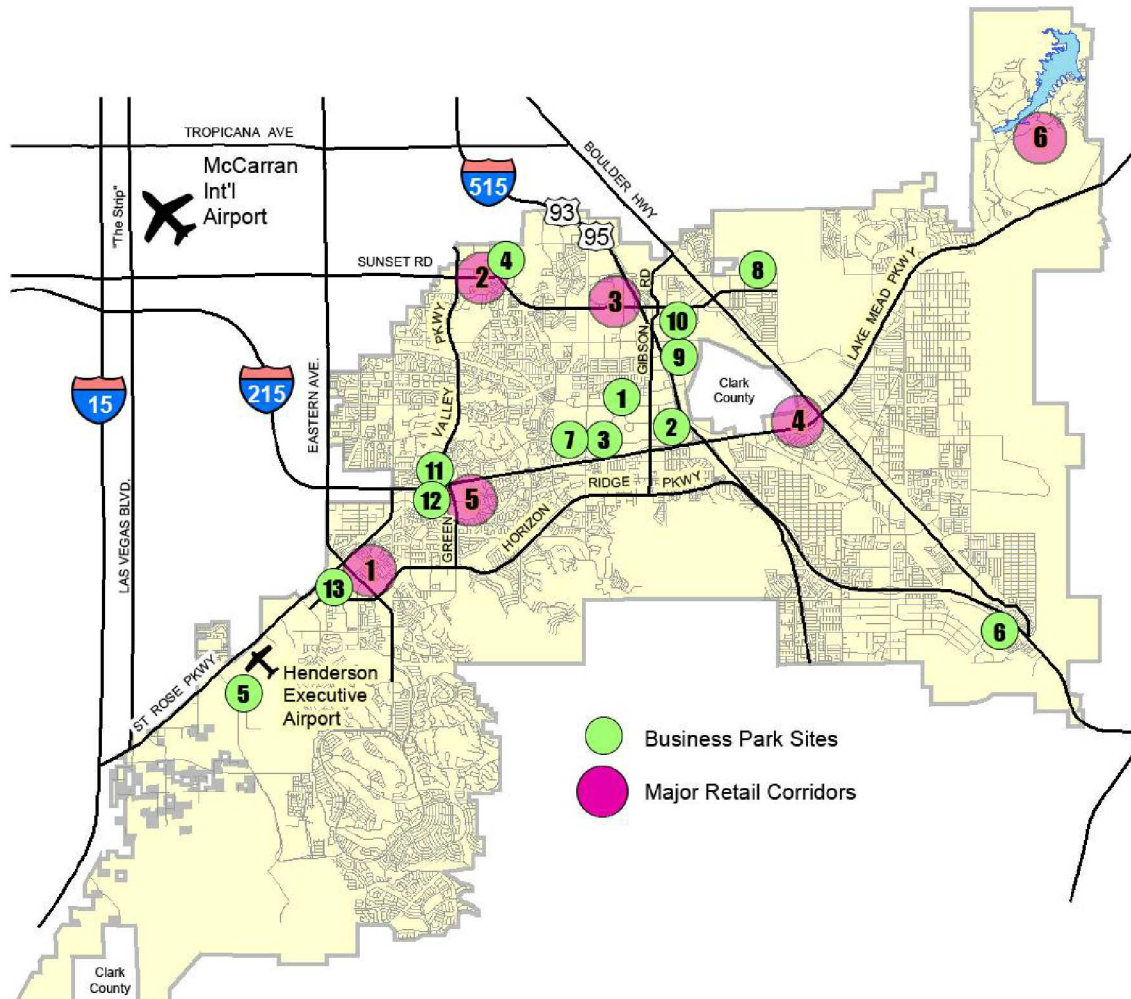 TROPICANA AVE
McCarran
Int'l
Airport
"The Strip"
515
93
95
BOULDER HWY
6
SUNSET RD
2
4
3
8
10
9
GIBSON RD
LAKE MEAD PKWY
Clark
County
15
215
EASTERN AVE.
1
7
3
2
4
GREEN VALLEY PKWY
11
12
5
HORIZON RIDGE PKWY
LAS VEGAS BLVD.
1
13
6
ST ROSE PKWY
5
Henderson
Executive
Airport
Business Park Sites
Major Retail Corridors
Clark
County